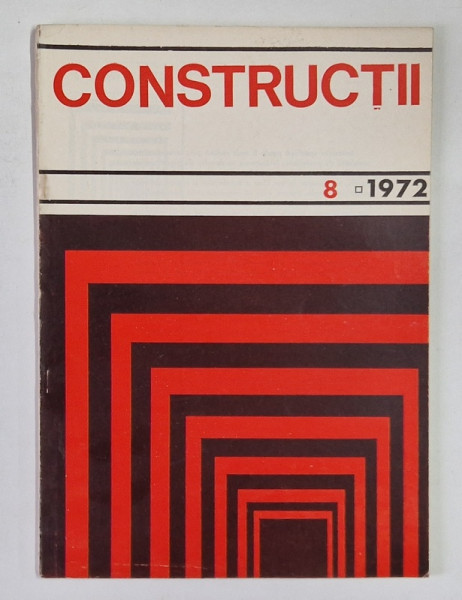 CONSTRUCȚII
8 □ 1972